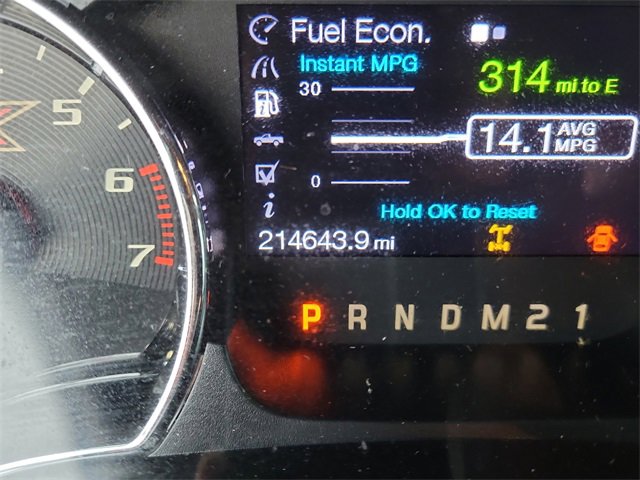 Fuel Econ.
Instant MPG
30
314 mi to E
14.1 AVG MPG
0
i
Hold OK to Reset
214643.9 mi
5
6
7
P R N D M 2 1